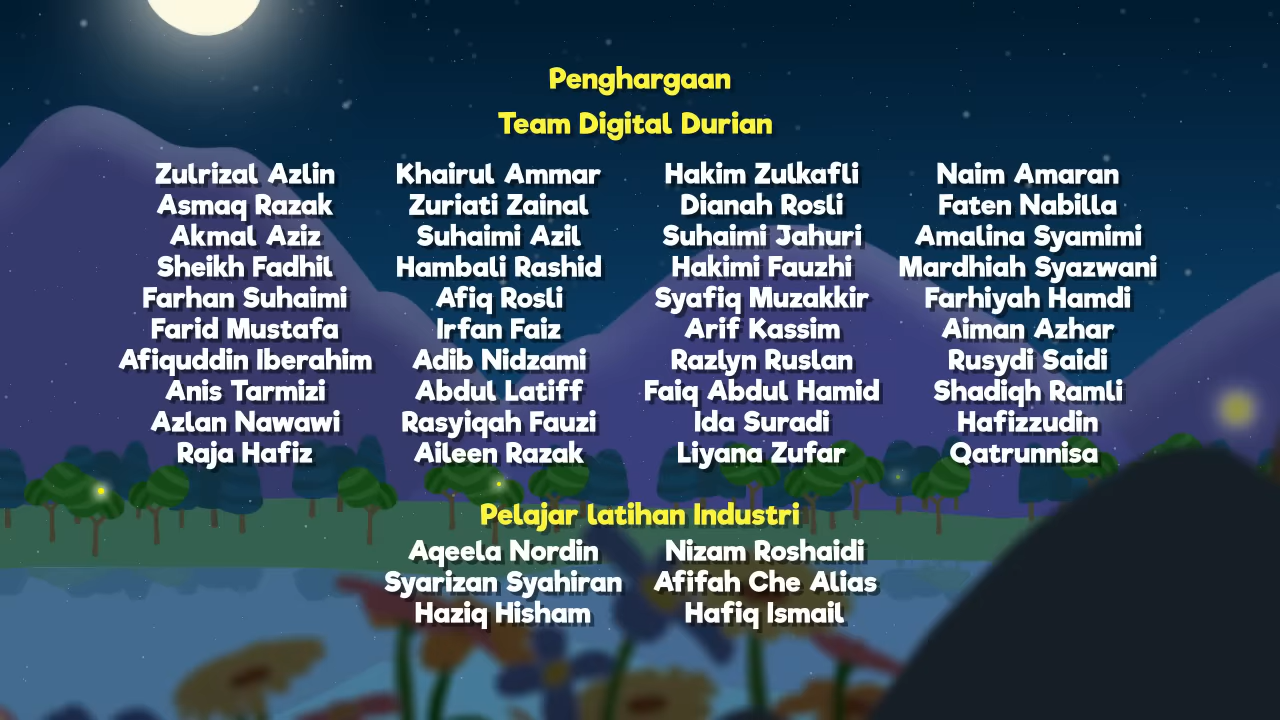 Penghargaan
Team Digital Durian
Zulrizal Azlin Khairul Ammar Hakim Zulkafli Naim Amaran
Asmaq Razak Zuriati Zainal Dianah Rosli Faten Nabilla
Akmal Aziz Suhaimi Azil Suhaimi Jahuri Amalina Syamimi
Sheikh Fadhil Hambali Rashid Hakimi Fauzhi Mardhiah Syazwani
Farhan Suhaimi Afiq Rosli Syafiq Muzakkir Farhiyah Hamdi
Farid Mustafa Irfan Faiz Arif Kassim Aiman Azhar
Afiquddin Iberahim Adib Nidzami Razlyn Ruslan Rusydi Saidi
Anis Tarmizi Abdul Latiff Faiq Abdul Hamid Shadiqh Ramli
Azlan Nawawi Rasyiqah Fauzi Ida Suradi Hafizzudin
Raja Hafiz Aileen Razak Liyana Zufar Qatrunnisa
Pelajar latihan Industri
Aqeela Nordin Nizam Roshaidi
Syarizan Syahiran Afifah Che Alias
Haziq Hisham Hafiq Ismail